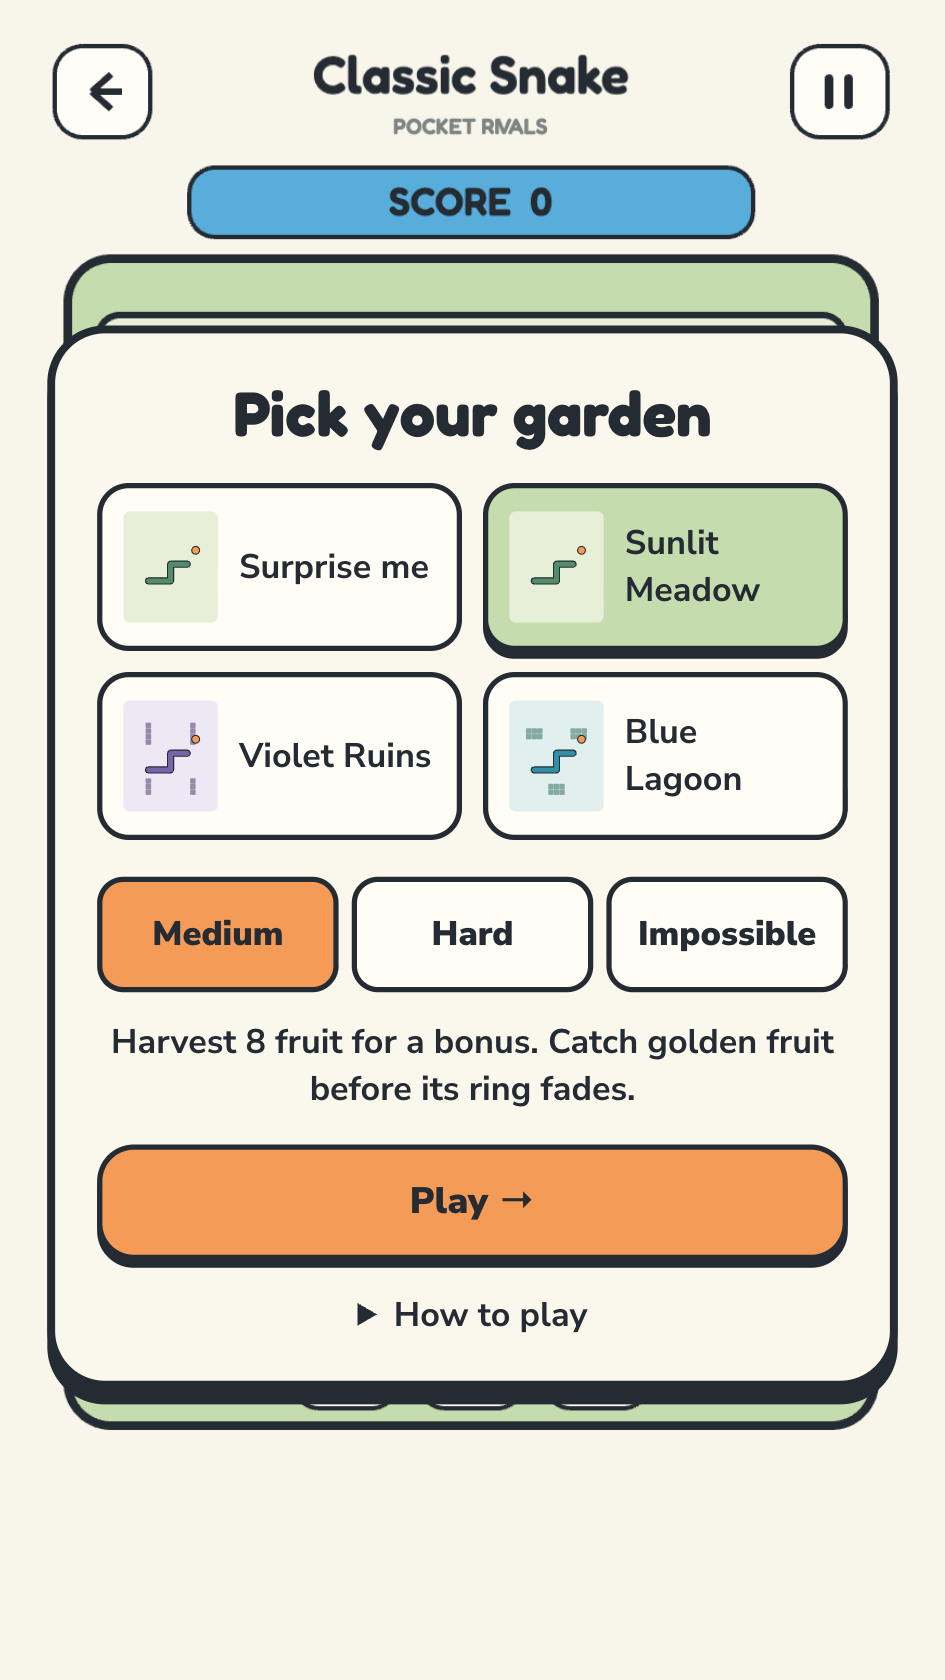 Classic Snake
POCKET RIVALS
SCORE 0
Pick your garden
Surprise me
Sunlit
Meadow
Violet Ruins
Blue
Lagoon
Medium
Hard
Impossible
Harvest 8 fruit for a bonus. Catch golden fruit
before its ring fades.
Play →
▶ How to play